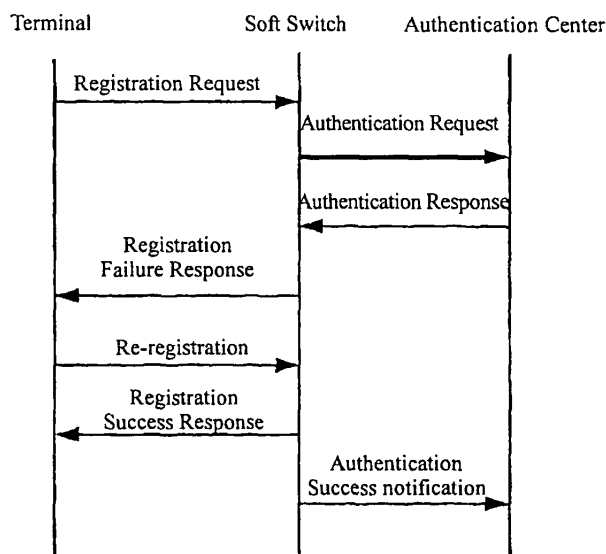 Terminal
Soft Switch
Authentication Center
Registration Request
Authentication Request
Authentication Response
Registration
Failure Response
Re-registration
Registration
Success Response
Authentication
Success notification